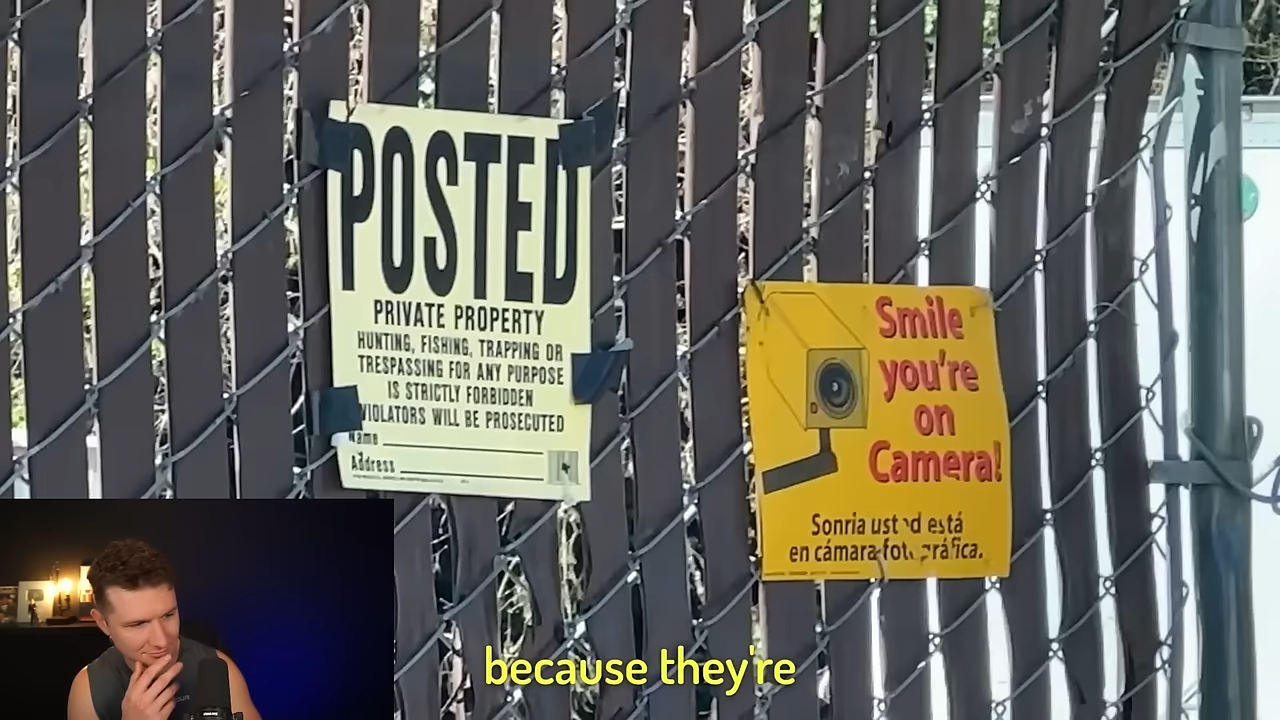 POSTED
PRIVATE PROPERTY
HUNTING, FISHING, TRAPPING OR
TRESPASSING FOR ANY PURPOSE
IS STRICTLY FORBIDDEN
VIOLATORS WILL BE PROSECUTED
Name
Address
Smile
you're
on
Camera!
Sonria usted está
en cámara fotográfica.
because they're